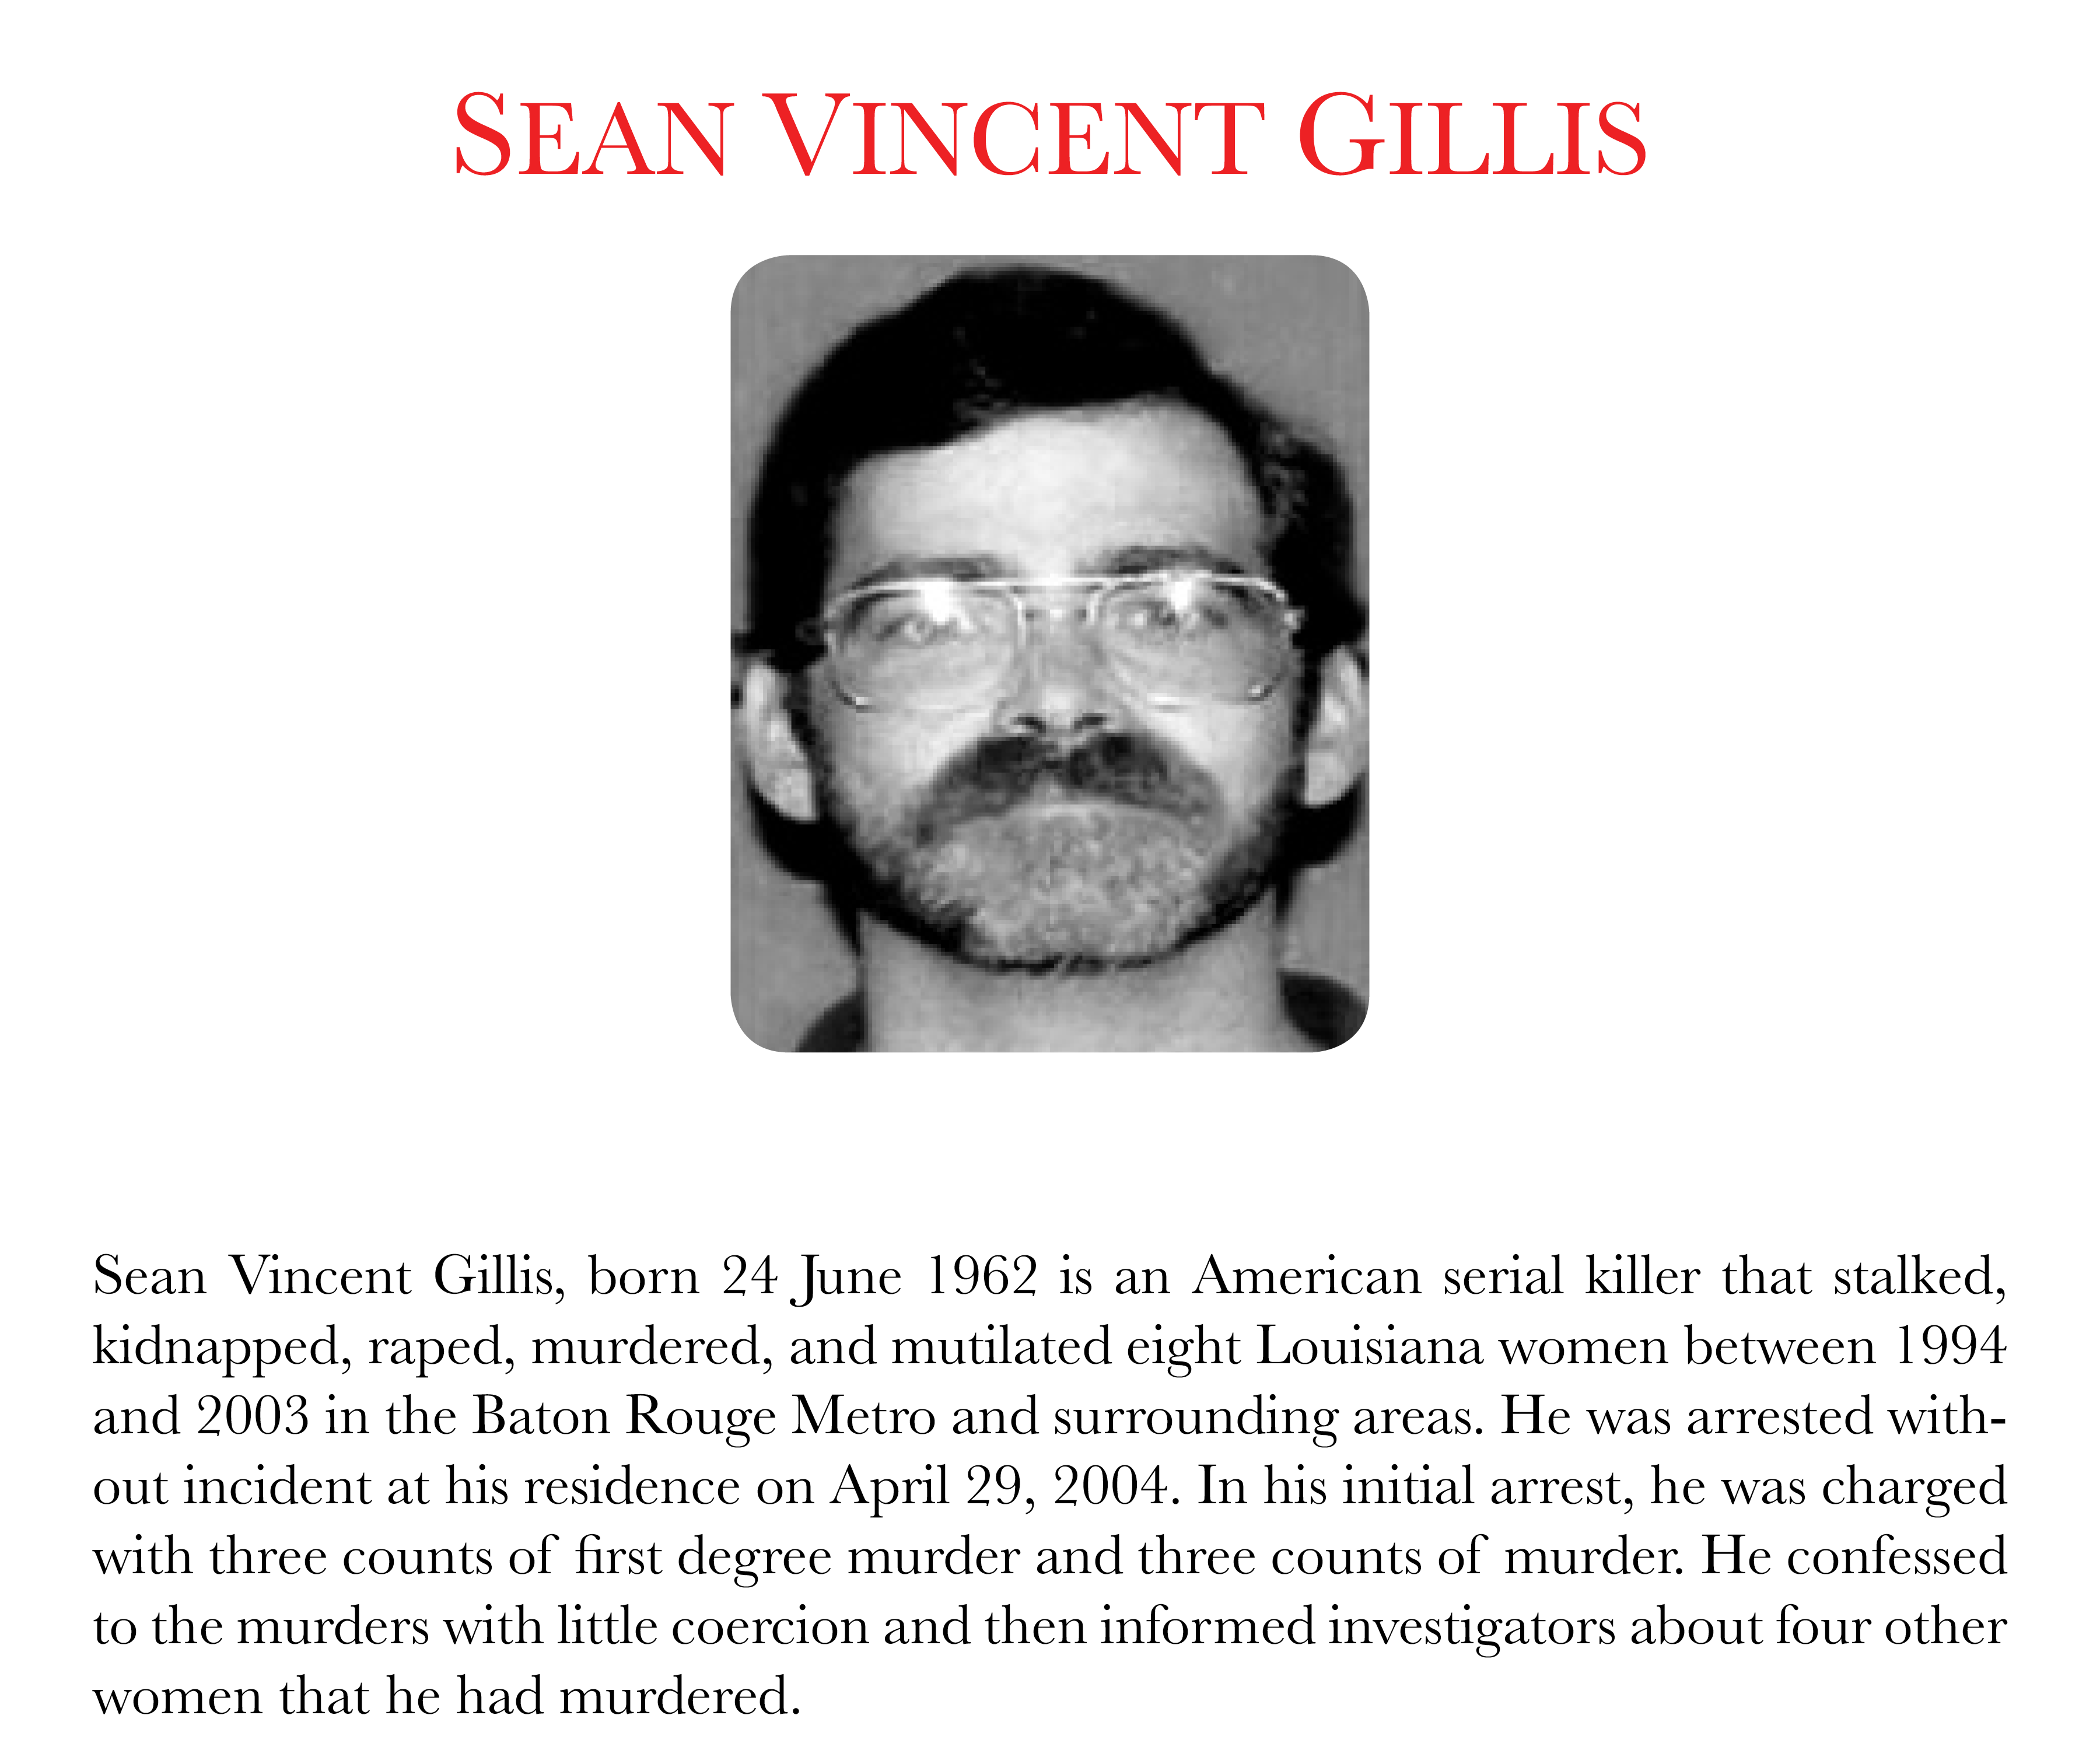 SEAN VINCENT GILLIS
Sean Vincent Gillis, born 24 June 1962 is an American serial killer that stalked,
kidnapped, raped, murdered, and mutilated eight Louisiana women between 1994
and 2003 in the Baton Rouge Metro and surrounding areas. He was arrested with-
out incident at his residence on April 29, 2004. In his initial arrest, he was charged
with three counts of first degree murder and three counts of murder. He confessed
to the murders with little coercion and then informed investigators about four other
women that he had murdered.